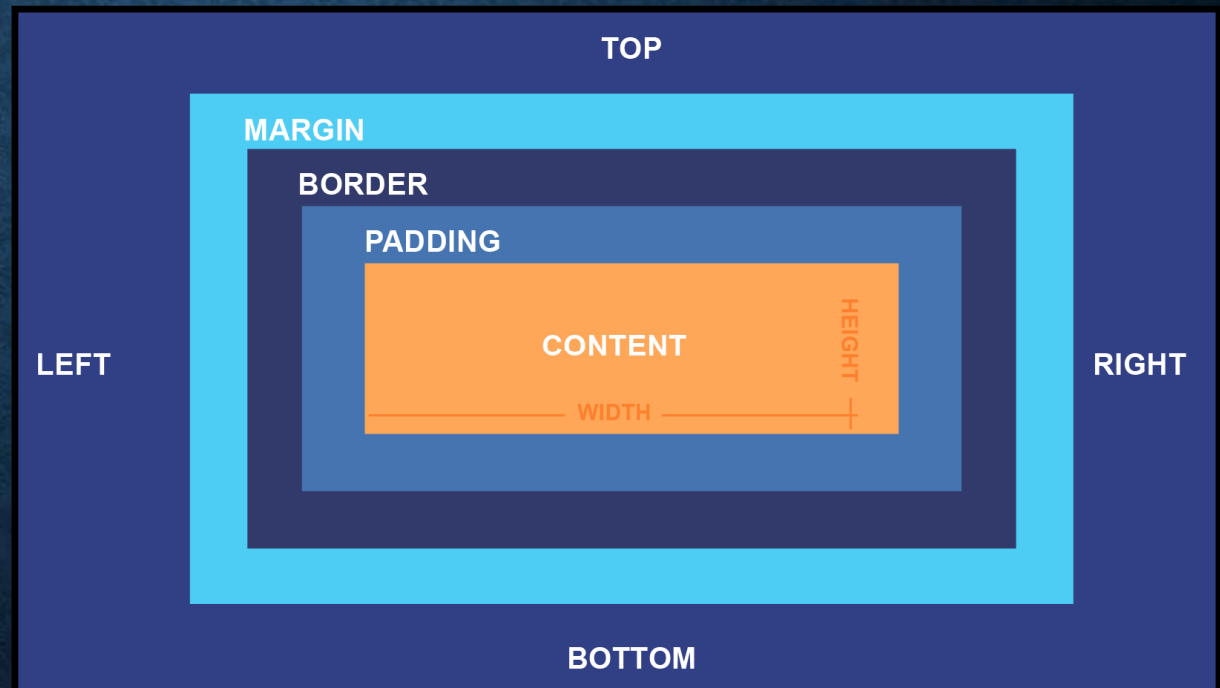 TOP
MARGIN
BORDER
PADDING
HEIGHT
CONTENT
LEFT
RIGHT
WIDTH
BOTTOM